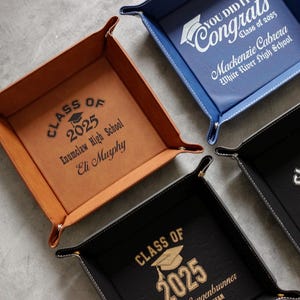 CLASS OF
2025
Enumclaw High School
Eli Murphy
YOU DID IT
Congrats
Class of 2025
Mackenzie Cabrera
White River High School
CLASS OF
2025